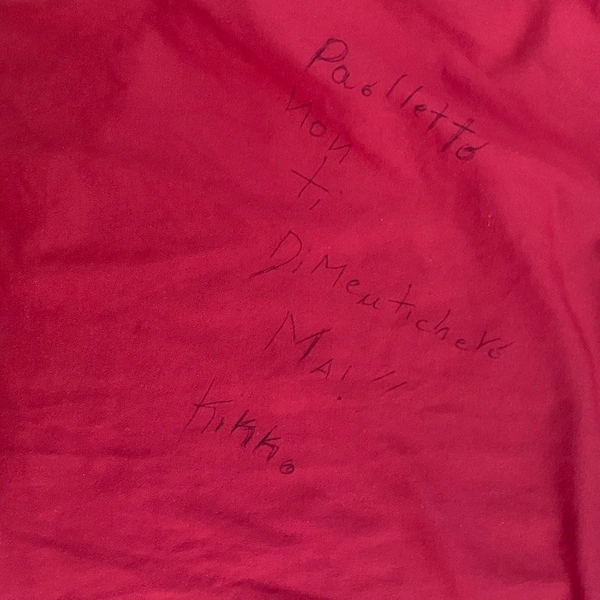 Paolletto
non
ti
Dimenticherò
Mai!!
Kikko